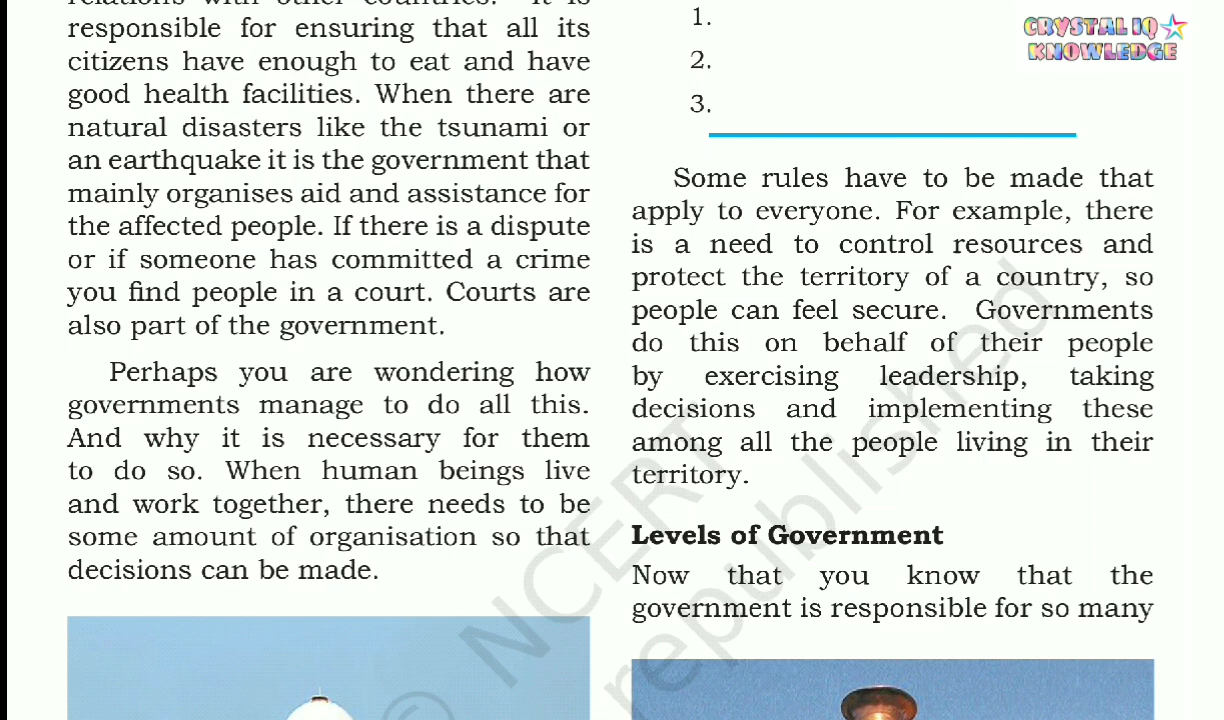 relations with other countries. It is
responsible for ensuring that all its
citizens have enough to eat and have
good health facilities. When there are
natural disasters like the tsunami or
an earthquake it is the government that
mainly organises aid and assistance for
the affected people. If there is a dispute
or if someone has committed a crime
you find people in a court. Courts are
also part of the government.
Perhaps you are wondering how
governments manage to do all this.
And why it is necessary for them
to do so. When human beings live
and work together, there needs to be
some amount of organisation so that
decisions can be made.
1.
2.
3.
CRYSTAL IQ
KNOWLEDGE
Some rules have to be made that
apply to everyone. For example, there
is a need to control resources and
protect the territory of a country, so
people can feel secure. Governments
do this on behalf of their people
by exercising leadership, taking
decisions and implementing these
among all the people living in their
territory.
Levels of Government
Now that you know that the
government is responsible for so many
© NCERT
republished